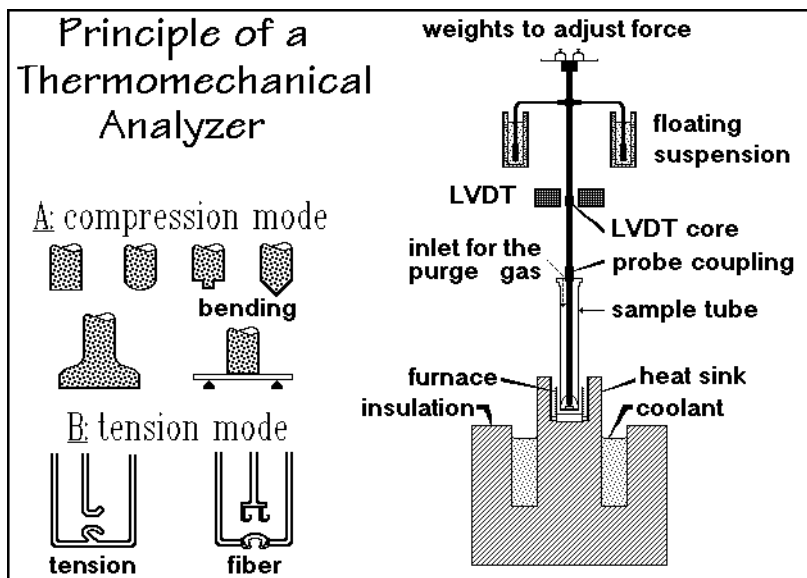 Principle of a
Thermomechanical
Analyzer
A: compression mode
bending
B: tension mode
tension
fiber
weights to adjust force
floating
suspension
LVDT
LVDT core
inlet for the
purge gas
probe coupling
sample tube
furnace
heat sink
insulation
coolant